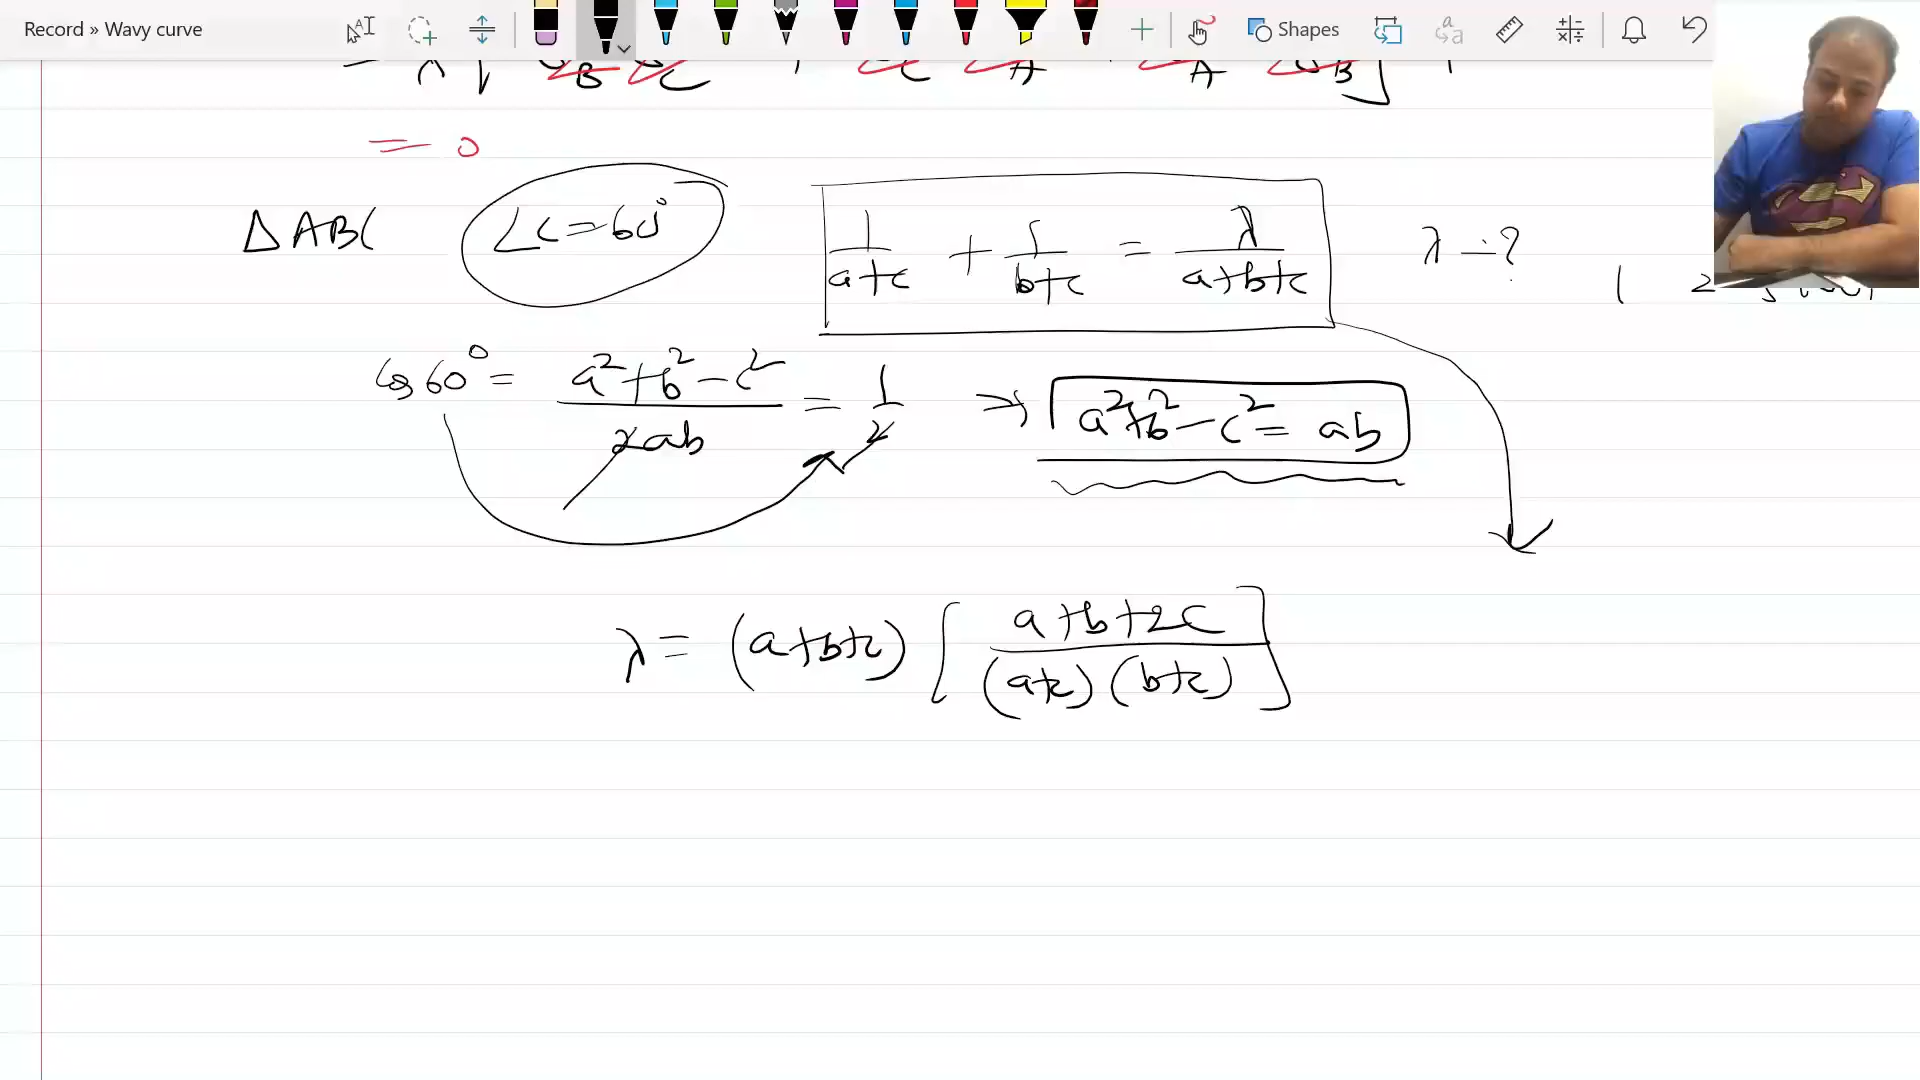 Record » Wavy curve
Shapes
= 0
Δ ABC ∠C = 60° 1/(a+c) + 1/(b+c) = λ/(a+b+c) λ = ?
Cos 60° = (a² + b² − c²)/(2ab) = 1/2 ⇒ a² + b² − c² = ab
λ = (a+b+c) [ (a+b+2c)/((a+c)(b+c)) ]